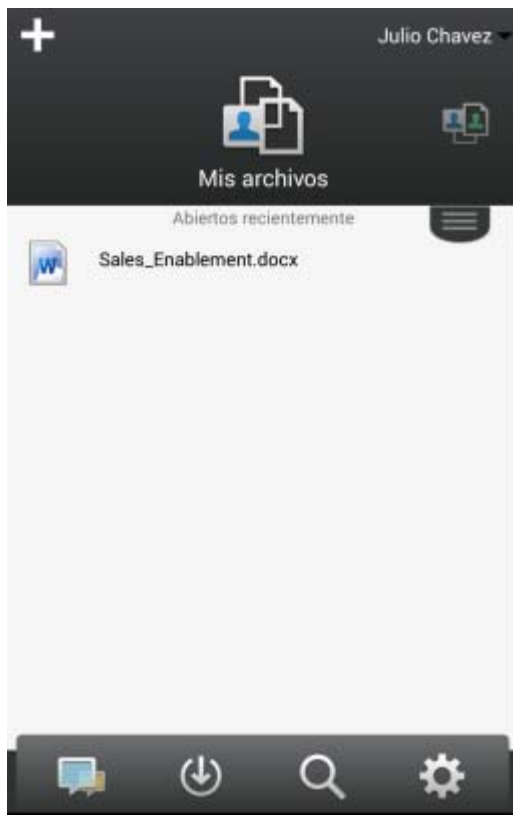 Julio Chavez
Mis archivos
Abiertos recientemente
Sales_Enablement.docx